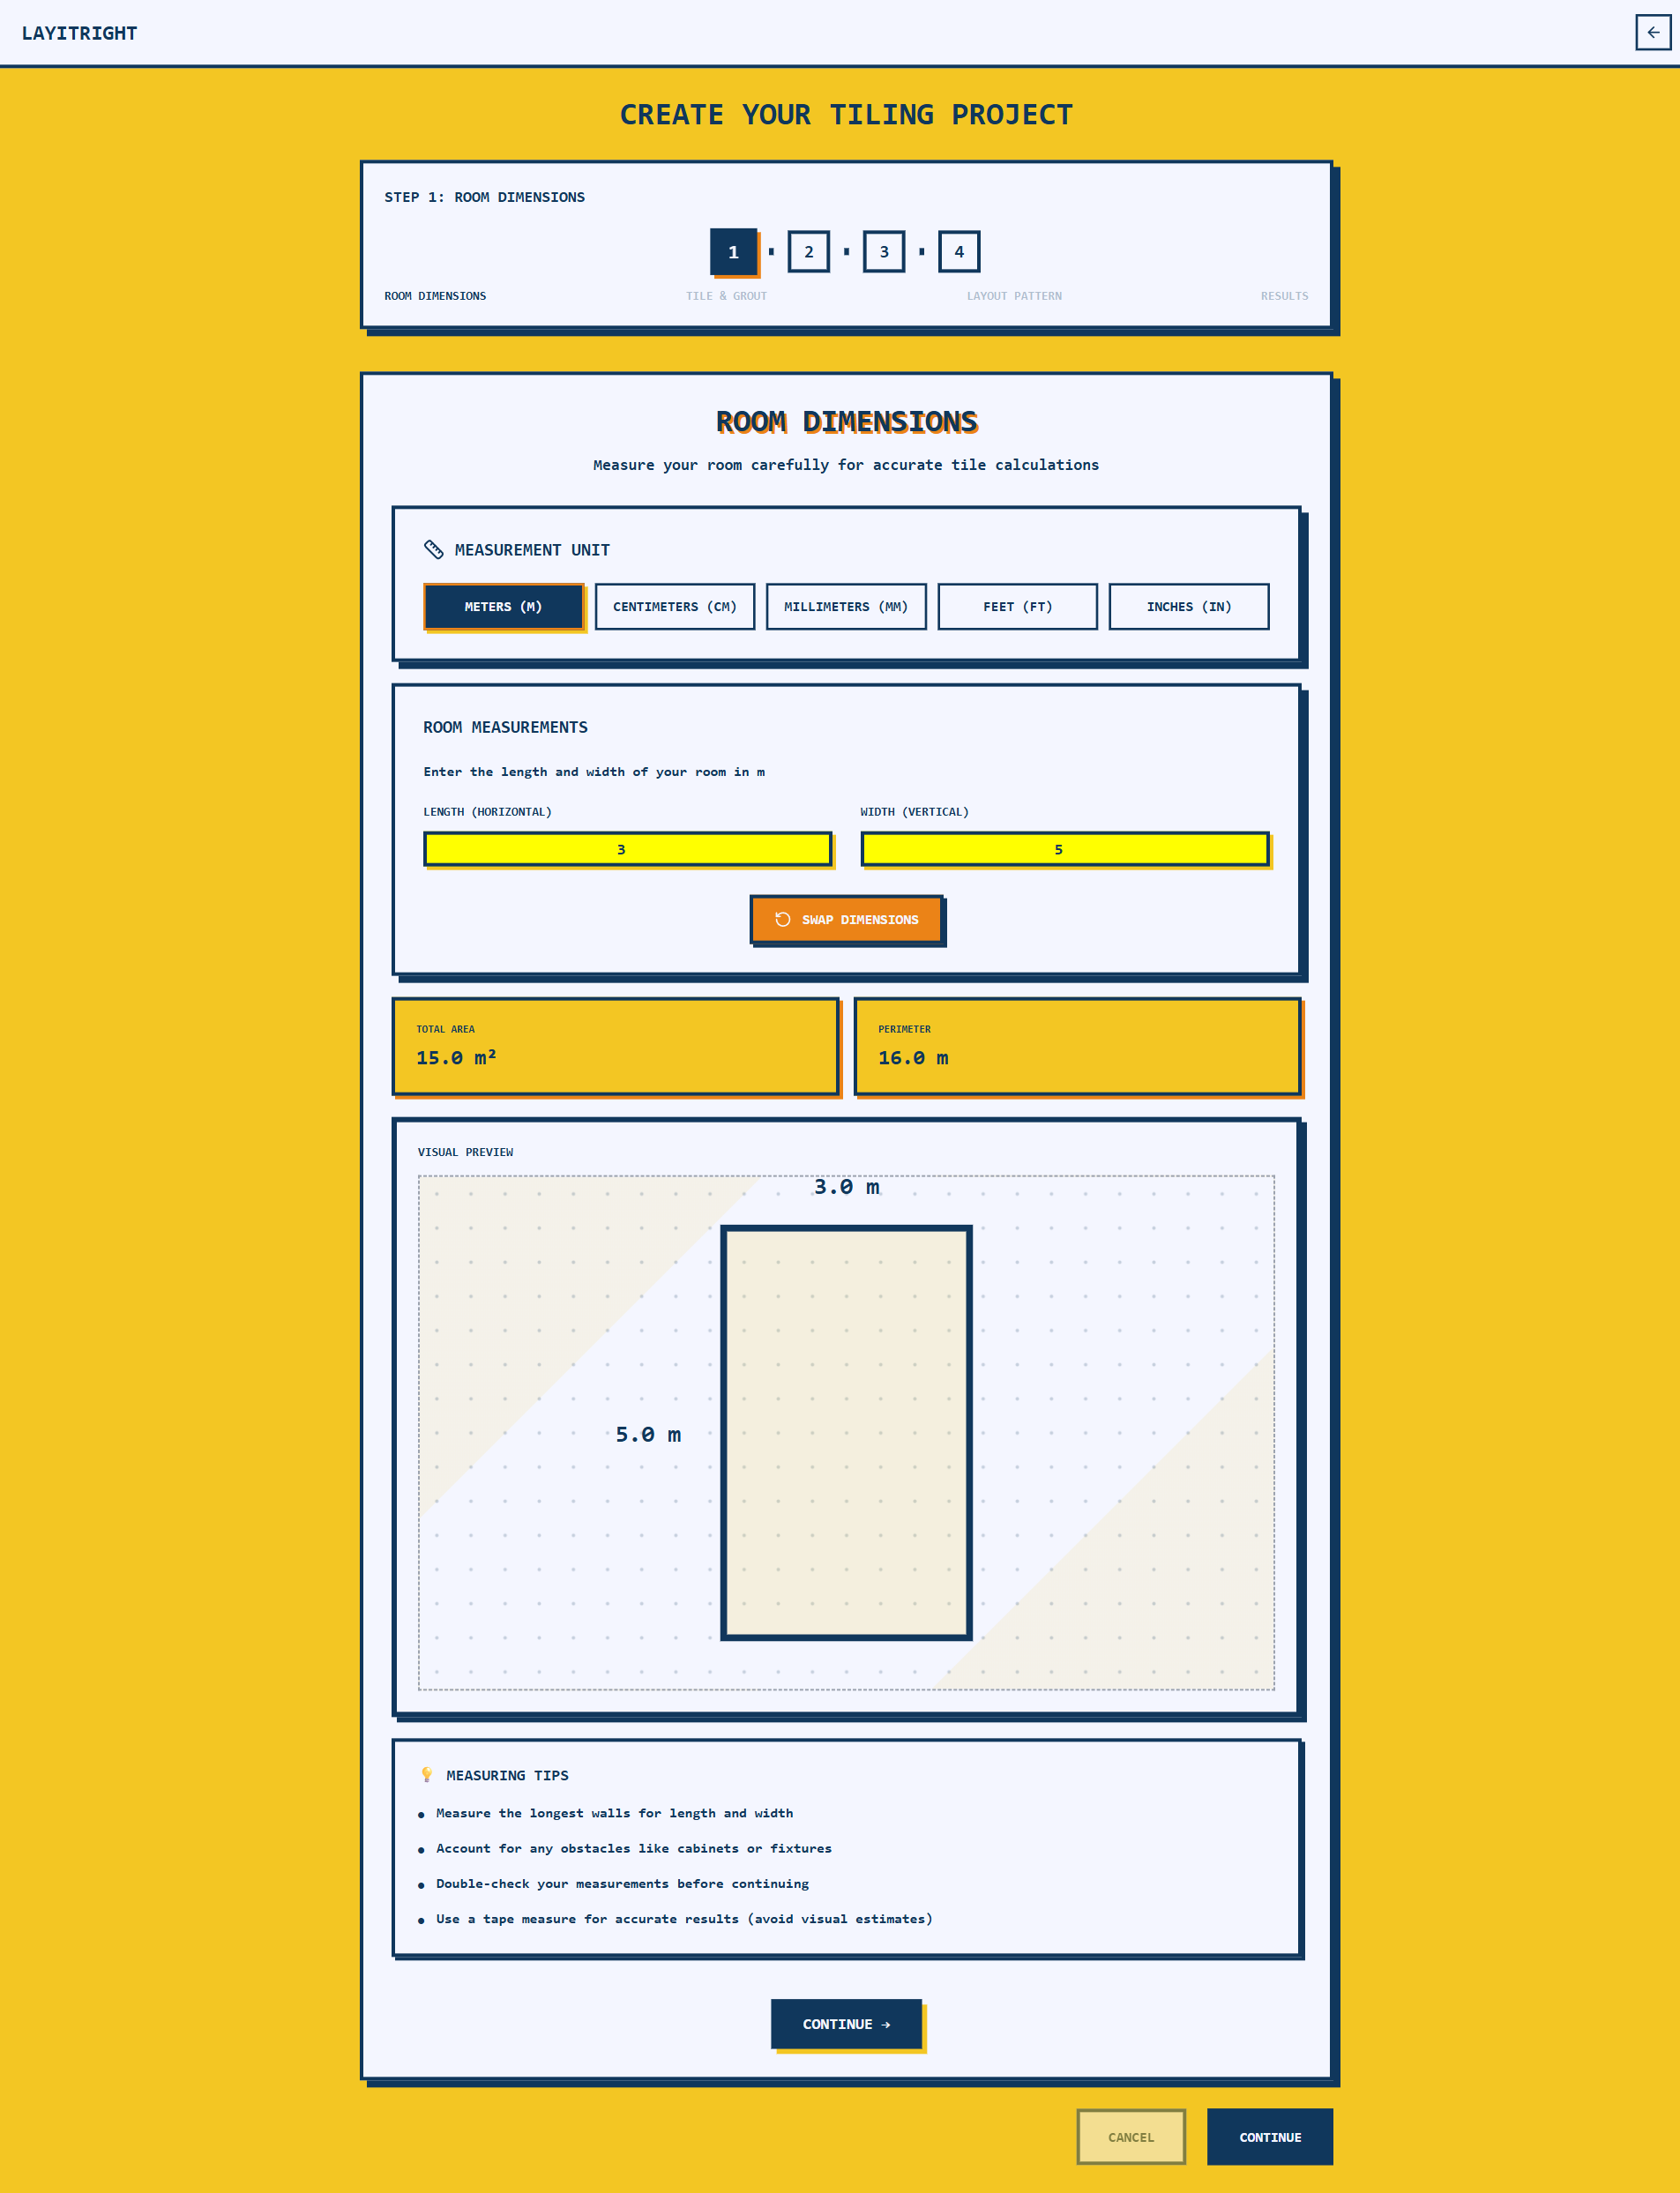 LAYITRIGHT
CREATE YOUR TILING PROJECT
STEP 1: ROOM DIMENSIONS
1 2 3 4
ROOM DIMENSIONS TILE & GROUT LAYOUT PATTERN RESULTS
ROOM DIMENSIONS
Measure your room carefully for accurate tile calculations
MEASUREMENT UNIT
METERS (M) CENTIMETERS (CM) MILLIMETERS (MM) FEET (FT) INCHES (IN)
ROOM MEASUREMENTS
Enter the length and width of your room in m
LENGTH (HORIZONTAL) WIDTH (VERTICAL)
3 5
SWAP DIMENSIONS
TOTAL AREA PERIMETER
15.0 m² 16.0 m
VISUAL PREVIEW
3.0 m
5.0 m
MEASURING TIPS
● Measure the longest walls for length and width
● Account for any obstacles like cabinets or fixtures
● Double-check your measurements before continuing
● Use a tape measure for accurate results (avoid visual estimates)
CONTINUE →
CANCEL CONTINUE